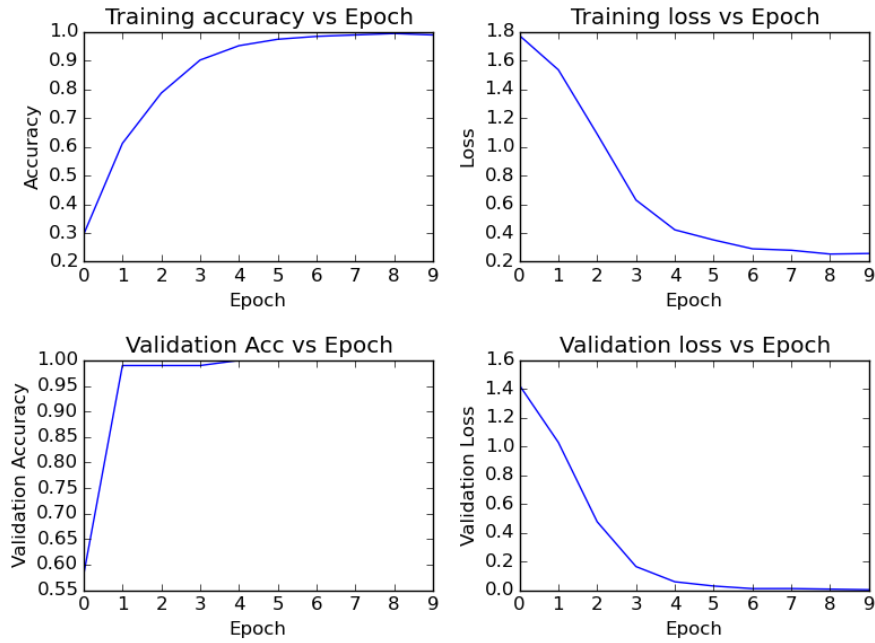 Training accuracy vs Epoch
Accuracy
1.0
0.9
0.8
0.7
0.6
0.5
0.4
0.3
0.2
0 1 2 3 4 5 6 7 8 9
Epoch
Training loss vs Epoch
Loss
1.8
1.6
1.4
1.2
1.0
0.8
0.6
0.4
0.2
0 1 2 3 4 5 6 7 8 9
Epoch
Validation Acc vs Epoch
Validation Accuracy
1.00
0.95
0.90
0.85
0.80
0.75
0.70
0.65
0.60
0.55
0 1 2 3 4 5 6 7 8 9
Epoch
Validation loss vs Epoch
Validation Loss
1.6
1.4
1.2
1.0
0.8
0.6
0.4
0.2
0.0
0 1 2 3 4 5 6 7 8 9
Epoch